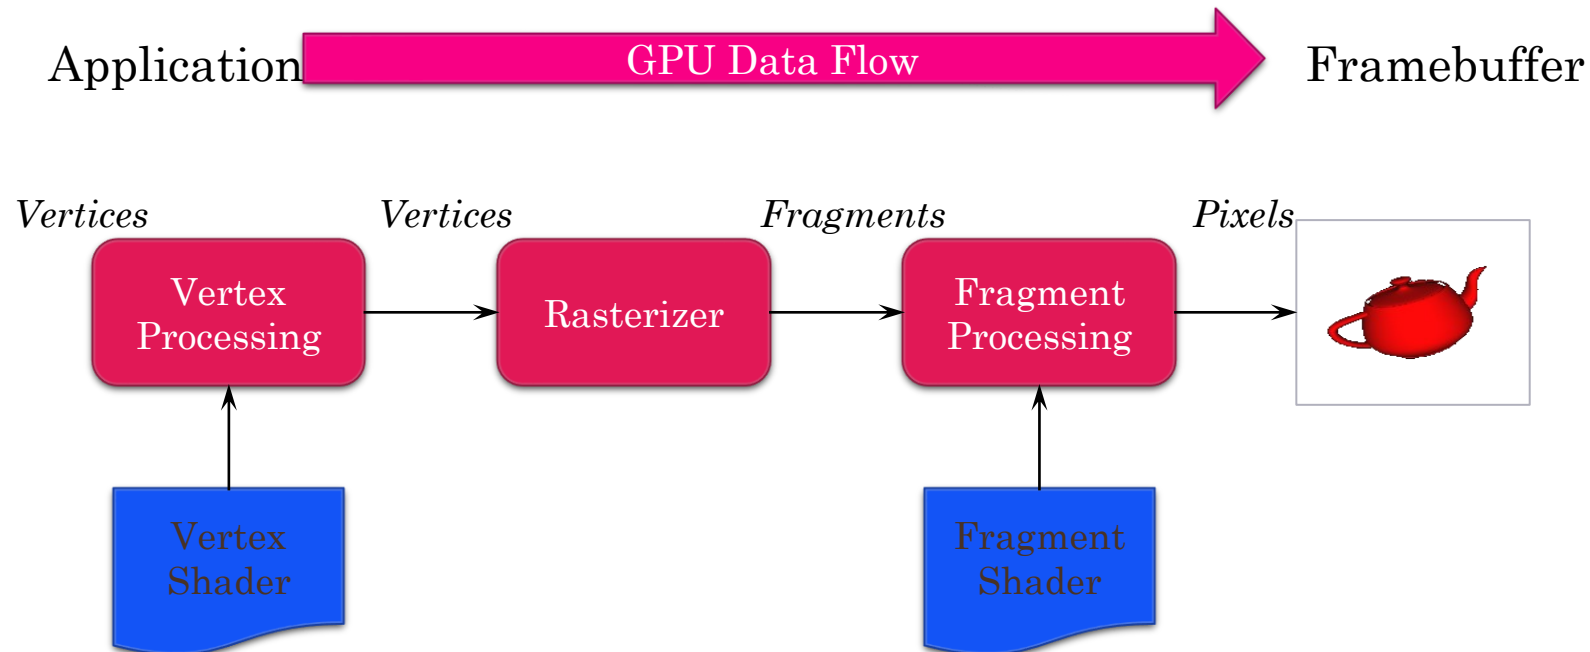 Application
GPU Data Flow
Framebuffer
Vertices
Vertices
Fragments
Pixels
Vertex
Processing
Rasterizer
Fragment
Processing
Vertex
Shader
Fragment
Shader